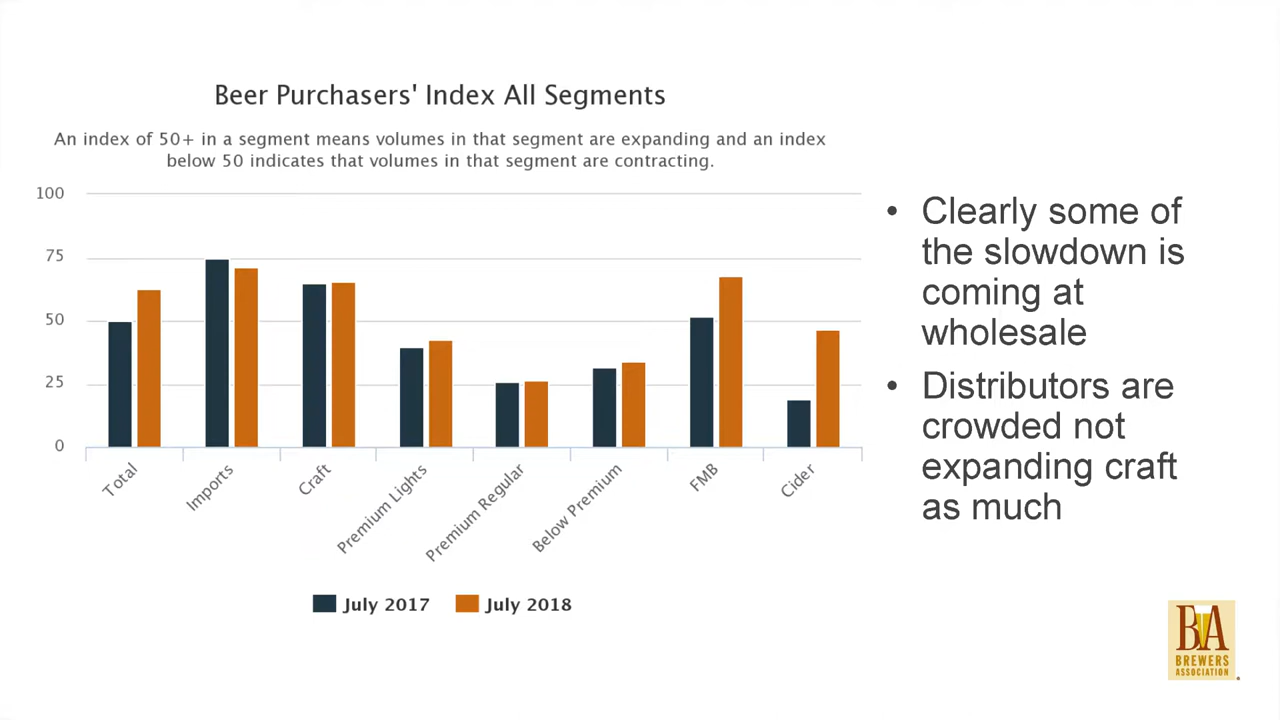 Beer Purchasers' Index All Segments
An index of 50+ in a segment means volumes in that segment are expanding and an index
below 50 indicates that volumes in that segment are contracting.
100
75
50
25
0
Total
Imports
Craft
Premium Lights
Premium Regular
Below Premium
FMB
Cider
July 2017
July 2018
• Clearly some of
the slowdown is
coming at
wholesale
• Distributors are
crowded not
expanding craft
as much
BA
BREWERS
ASSOCIATION